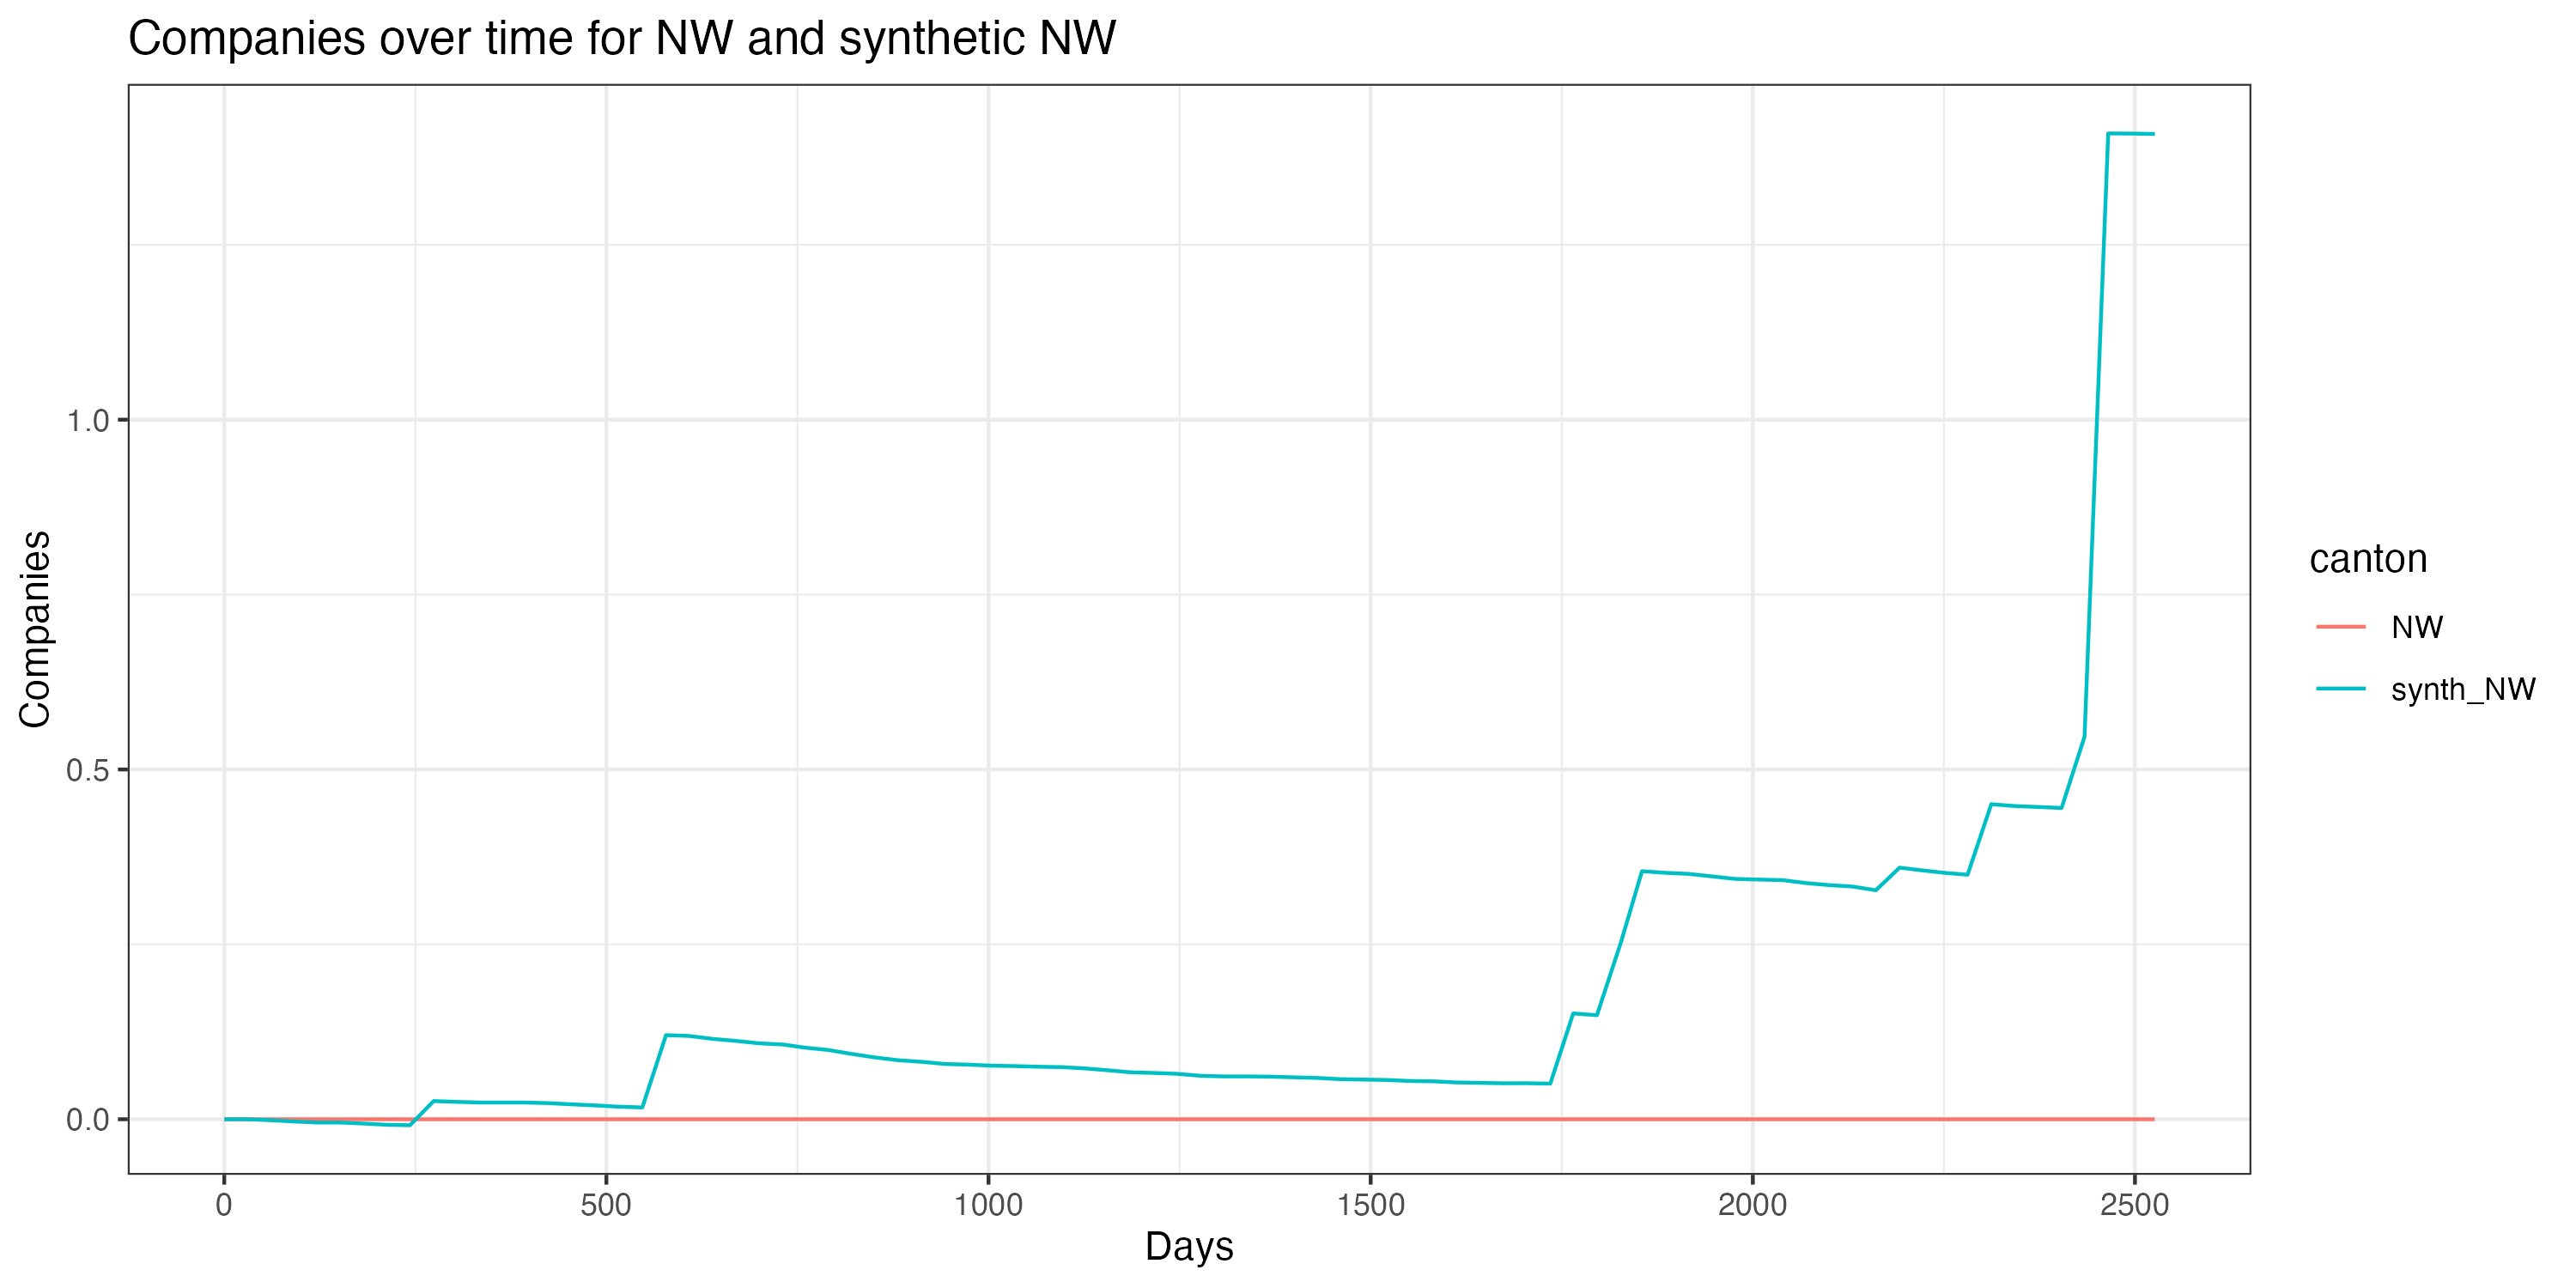 Companies over time for NW and synthetic NW
Companies
1.0
0.5
0.0
0
500
1000
1500
2000
2500
Days
canton
NW
synth_NW